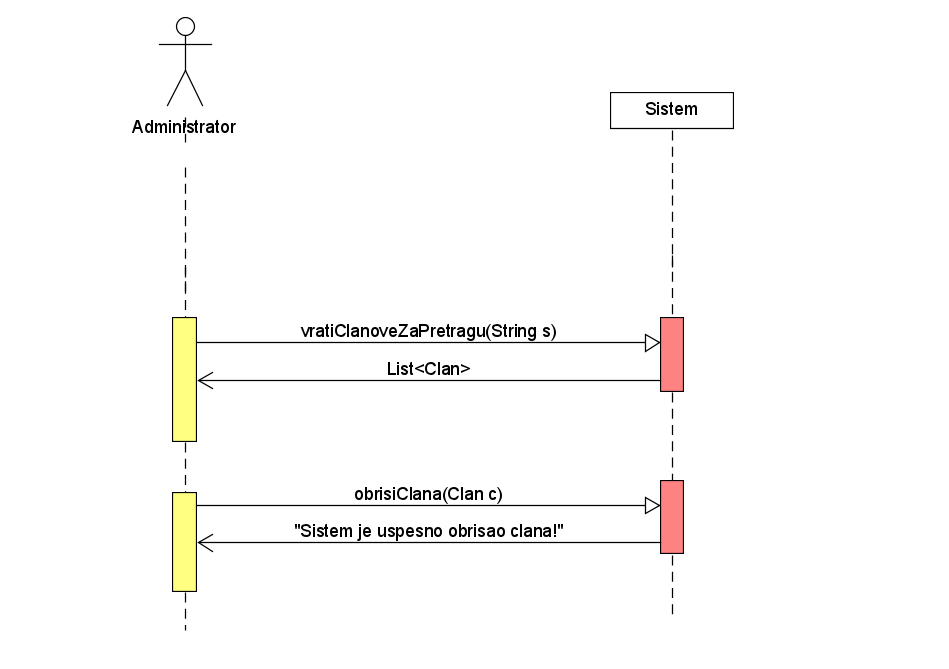 Administrator
Sistem
vratiClanoveZaPretragu(String s)
List<Clan>
obrisiClana(Clan c)
"Sistem je uspesno obrisao clana!"